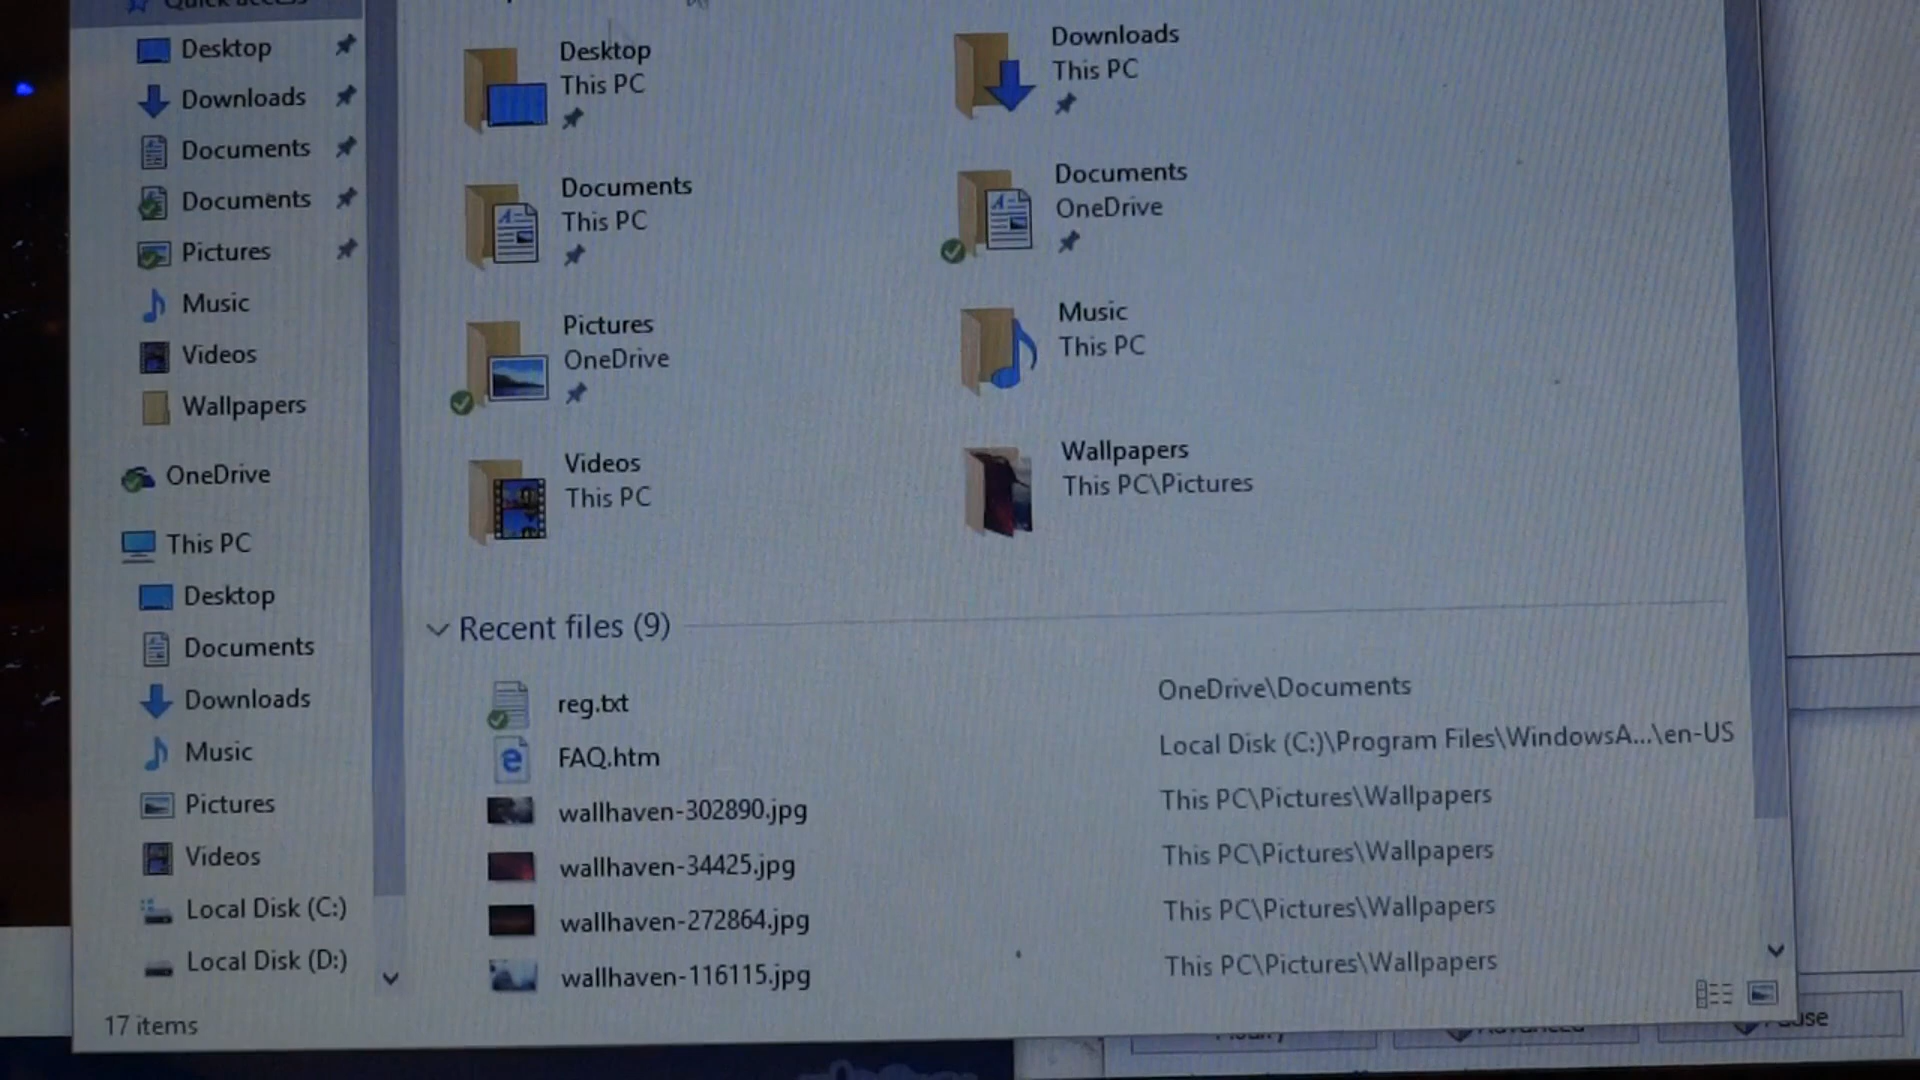 Quick access
Desktop
Downloads
Documents
Documents
Pictures
Music
Videos
Wallpapers
OneDrive
This PC
Desktop
Documents
Downloads
Music
Pictures
Videos
Local Disk (C:)
Local Disk (D:)
17 items
Desktop
This PC
Downloads
This PC
Documents
This PC
Documents
OneDrive
Pictures
OneDrive
Music
This PC
Videos
This PC
Wallpapers
This PC\Pictures
Recent files (9)
reg.txt OneDrive\Documents
FAQ.htm Local Disk (C:)\Program Files\WindowsA...\en-US
wallhaven-302890.jpg This PC\Pictures\Wallpapers
wallhaven-34425.jpg This PC\Pictures\Wallpapers
wallhaven-272864.jpg This PC\Pictures\Wallpapers
wallhaven-116115.jpg This PC\Pictures\Wallpapers